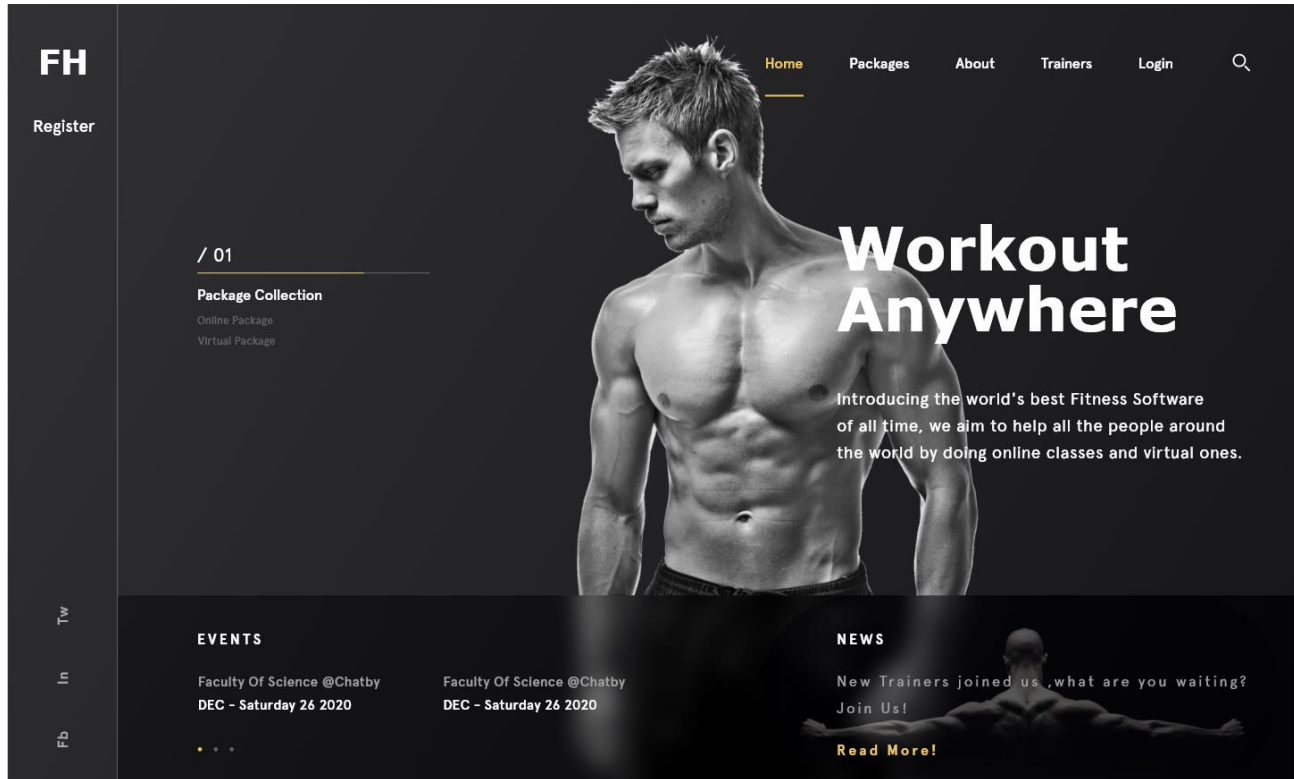 FH
Register
Home Packages About Trainers Login
/ 01
Package Collection
Online Package
Virtual Package
Workout
Anywhere
Introducing the world's best Fitness Software
of all time, we aim to help all the people around
the world by doing online classes and virtual ones.
Tw
In
Fb
EVENTS
Faculty Of Science @Chatby
DEC - Saturday 26 2020
Faculty Of Science @Chatby
DEC - Saturday 26 2020
NEWS
New Trainers joined us ,what are you waiting?
Join Us!
Read More!